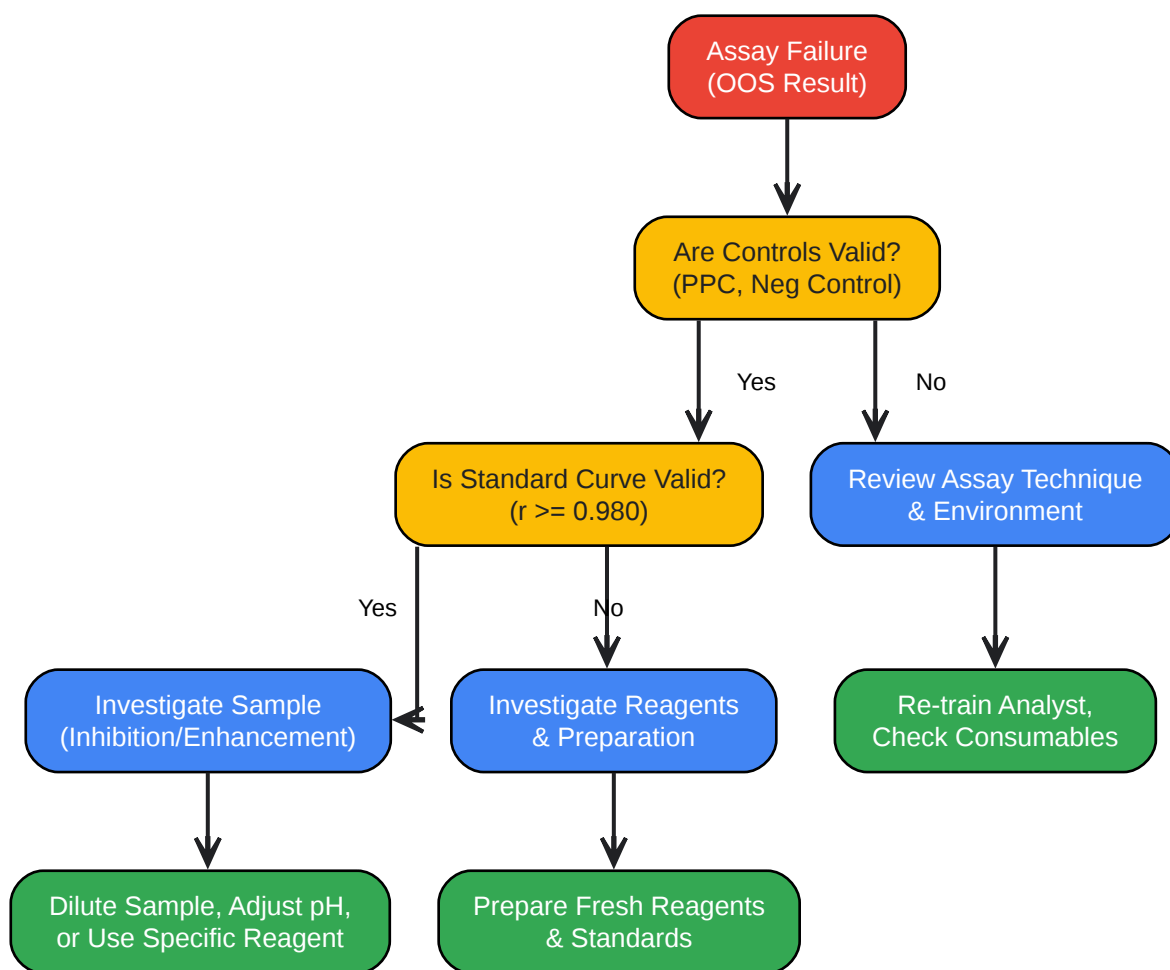 Assay Failure
(OOS Result)
Are Controls Valid?
(PPC, Neg Control)
Yes
No
Is Standard Curve Valid?
(r >= 0.980)
Review Assay Technique
& Environment
Yes
No
Investigate Sample
(Inhibition/Enhancement)
Investigate Reagents
& Preparation
Re-train Analyst,
Check Consumables
Dilute Sample, Adjust pH,
or Use Specific Reagent
Prepare Fresh Reagents
& Standards